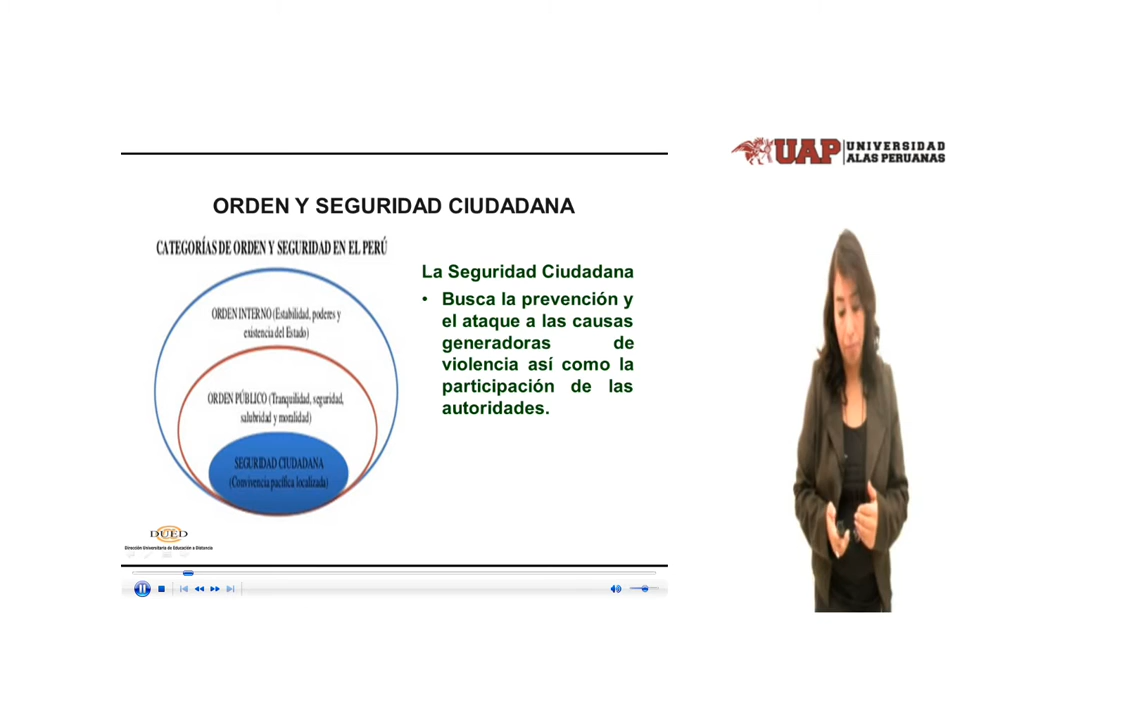 UAP UNIVERSIDAD
ALAS PERUANAS
ORDEN Y SEGURIDAD CIUDADANA
CATEGORÍAS DE ORDEN Y SEGURIDAD EN EL PERÚ
ORDEN INTERNO (Estabilidad, poderes y
existencia del Estado)
ORDEN PÚBLICO (Tranquilidad, seguridad,
salubridad y moralidad)
SEGURIDAD CIUDADANA
(Convivencia pacífica localizada)
La Seguridad Ciudadana
• Busca la prevención y
el ataque a las causas
generadoras de
violencia así como la
participación de las
autoridades.
DUED
Dirección Universitaria de Educación a Distancia